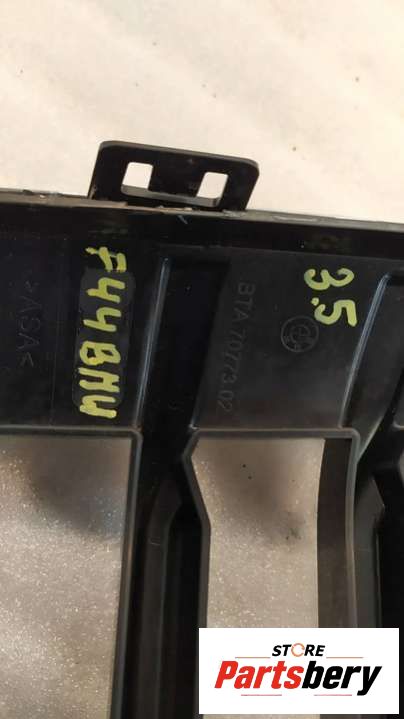 >ASA<
F44BMW
BTA 7077302
3.5
STORE
Partsbery